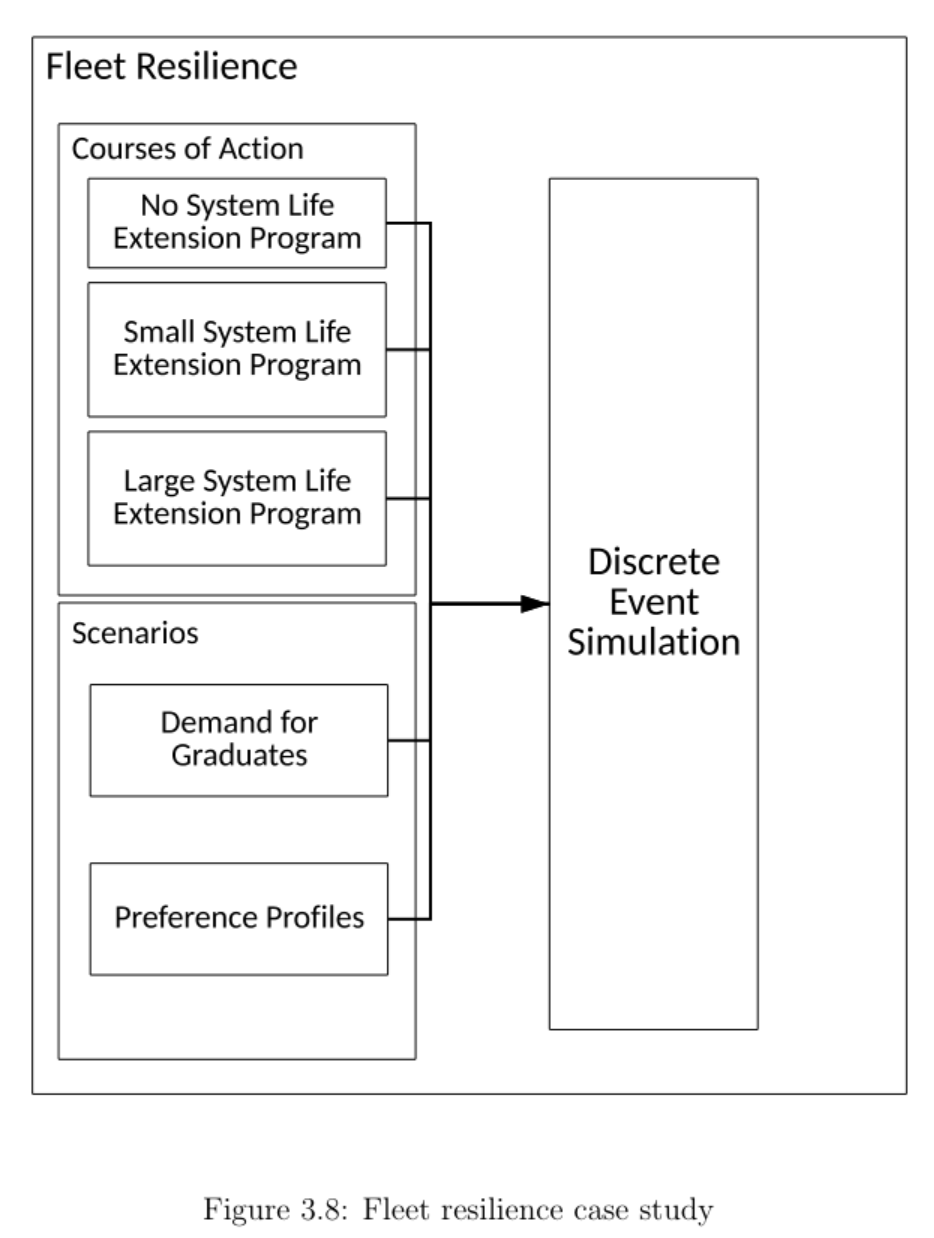 Fleet Resilience
Courses of Action
No System Life
Extension Program
Small System Life
Extension Program
Large System Life
Extension Program
Scenarios
Demand for
Graduates
Preference Profiles
Discrete
Event
Simulation
Figure 3.8: Fleet resilience case study